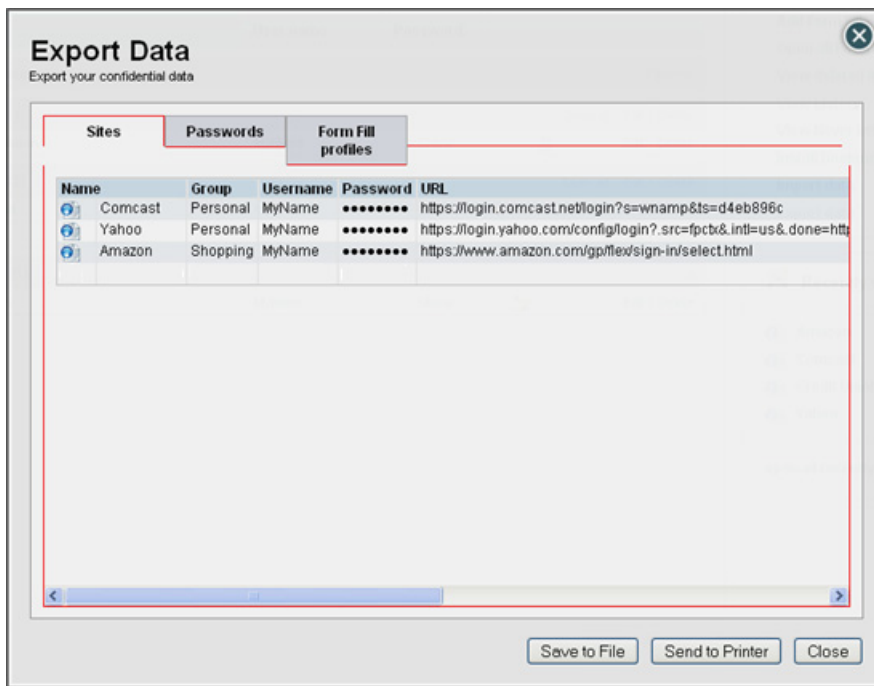 Export Data
Export your confidential data
Sites Passwords Form Fill profiles
Name Group Username Password URL
Comcast Personal MyName •••••••• https://login.comcast.net/login?s=wnamp&ts=d4eb896c
Yahoo Personal MyName •••••••• https://login.yahoo.com/config/login?.src=fpctx&.intl=us&.done=http
Amazon Shopping MyName •••••••• https://www.amazon.com/gp/flex/sign-in/select.html
Save to File Send to Printer Close